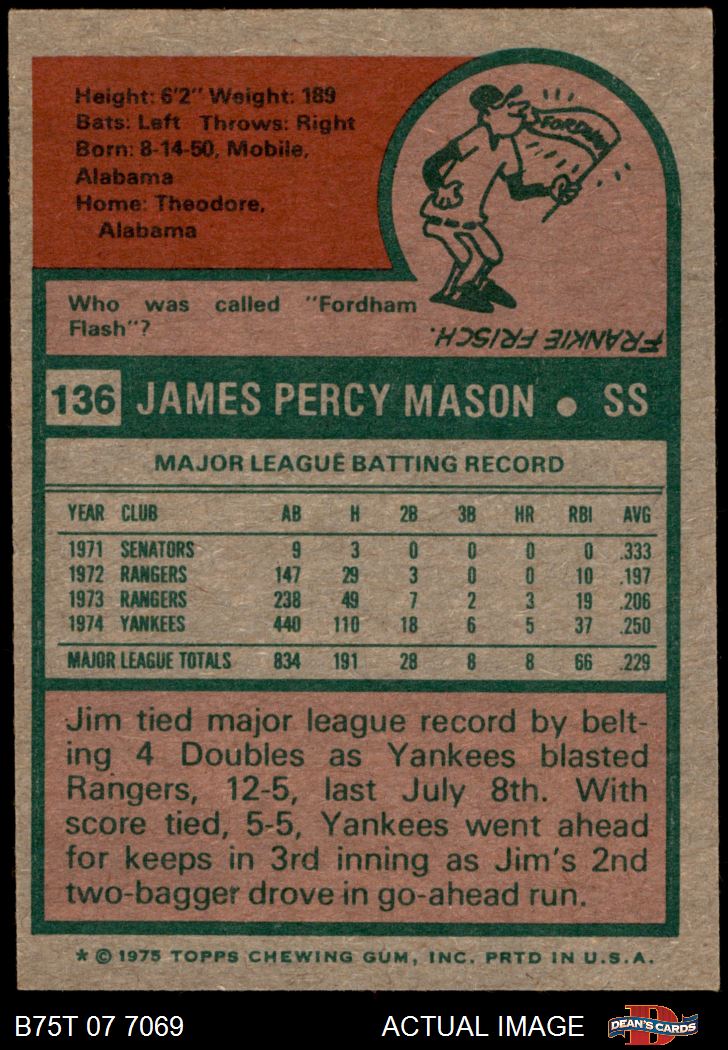 Height: 6'2" Weight: 189
Bats: Left Throws: Right
Born: 8-14-50, Mobile,
Alabama
Home: Theodore,
Alabama
FORDHAM
Who was called "Fordham
Flash"?
FRANKIE FRISCH.
136 JAMES PERCY MASON • SS
MAJOR LEAGUE BATTING RECORD
YEAR CLUB AB H 2B 3B HR RBI AVG
1971 SENATORS 9 3 0 0 0 0 .333
1972 RANGERS 147 29 3 0 0 10 .197
1973 RANGERS 238 49 7 2 3 19 .206
1974 YANKEES 440 110 18 6 5 37 .250
MAJOR LEAGUE TOTALS 834 191 28 8 8 66 .229
Jim tied major league record by belt-
ing 4 Doubles as Yankees blasted
Rangers, 12-5, last July 8th. With
score tied, 5-5, Yankees went ahead
for keeps in 3rd inning as Jim's 2nd
two-bagger drove in go-ahead run.
* © 1975 TOPPS CHEWING GUM, INC. PRTD IN U.S.A.
B75T 07 7069 ACTUAL IMAGE DEAN'S CARDS